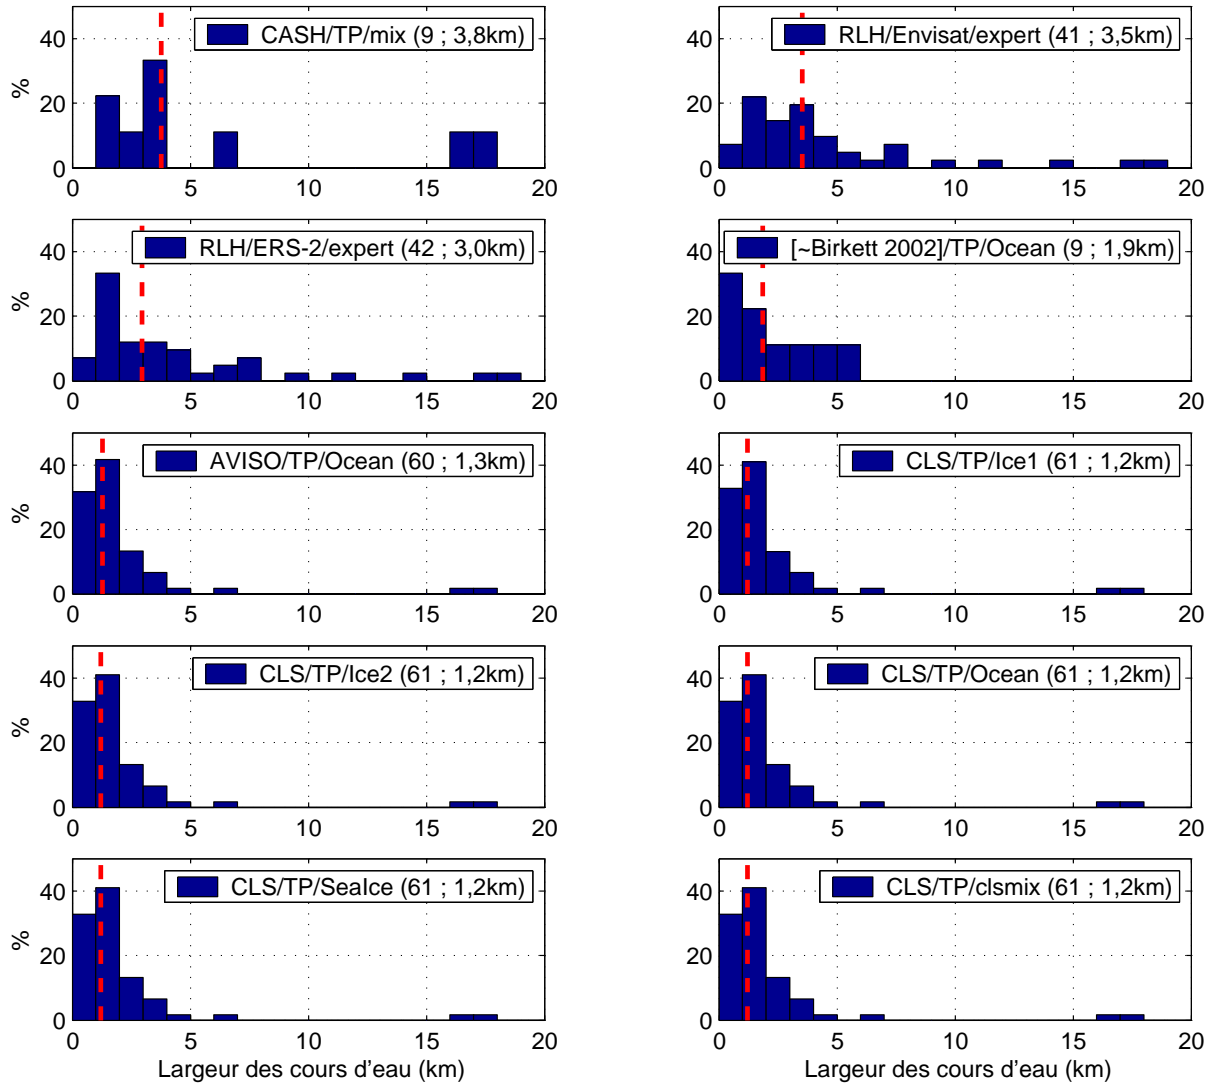 CASH/TP/mix (9 ; 3,8km)
%
40
20
0
0 5 10 15 20
RLH/Envisat/expert (41 ; 3,5km)
40
20
0
0 5 10 15 20
RLH/ERS-2/expert (42 ; 3,0km)
%
40
20
0
0 5 10 15 20
[~Birkett 2002]/TP/Ocean (9 ; 1,9km)
40
20
0
0 5 10 15 20
AVISO/TP/Ocean (60 ; 1,3km)
%
40
20
0
0 5 10 15 20
CLS/TP/Ice1 (61 ; 1,2km)
40
20
0
0 5 10 15 20
CLS/TP/Ice2 (61 ; 1,2km)
%
40
20
0
0 5 10 15 20
CLS/TP/Ocean (61 ; 1,2km)
40
20
0
0 5 10 15 20
CLS/TP/SeaIce (61 ; 1,2km)
%
40
20
0
0 5 10 15 20
Largeur des cours d'eau (km)
CLS/TP/clsmix (61 ; 1,2km)
40
20
0
0 5 10 15 20
Largeur des cours d'eau (km)